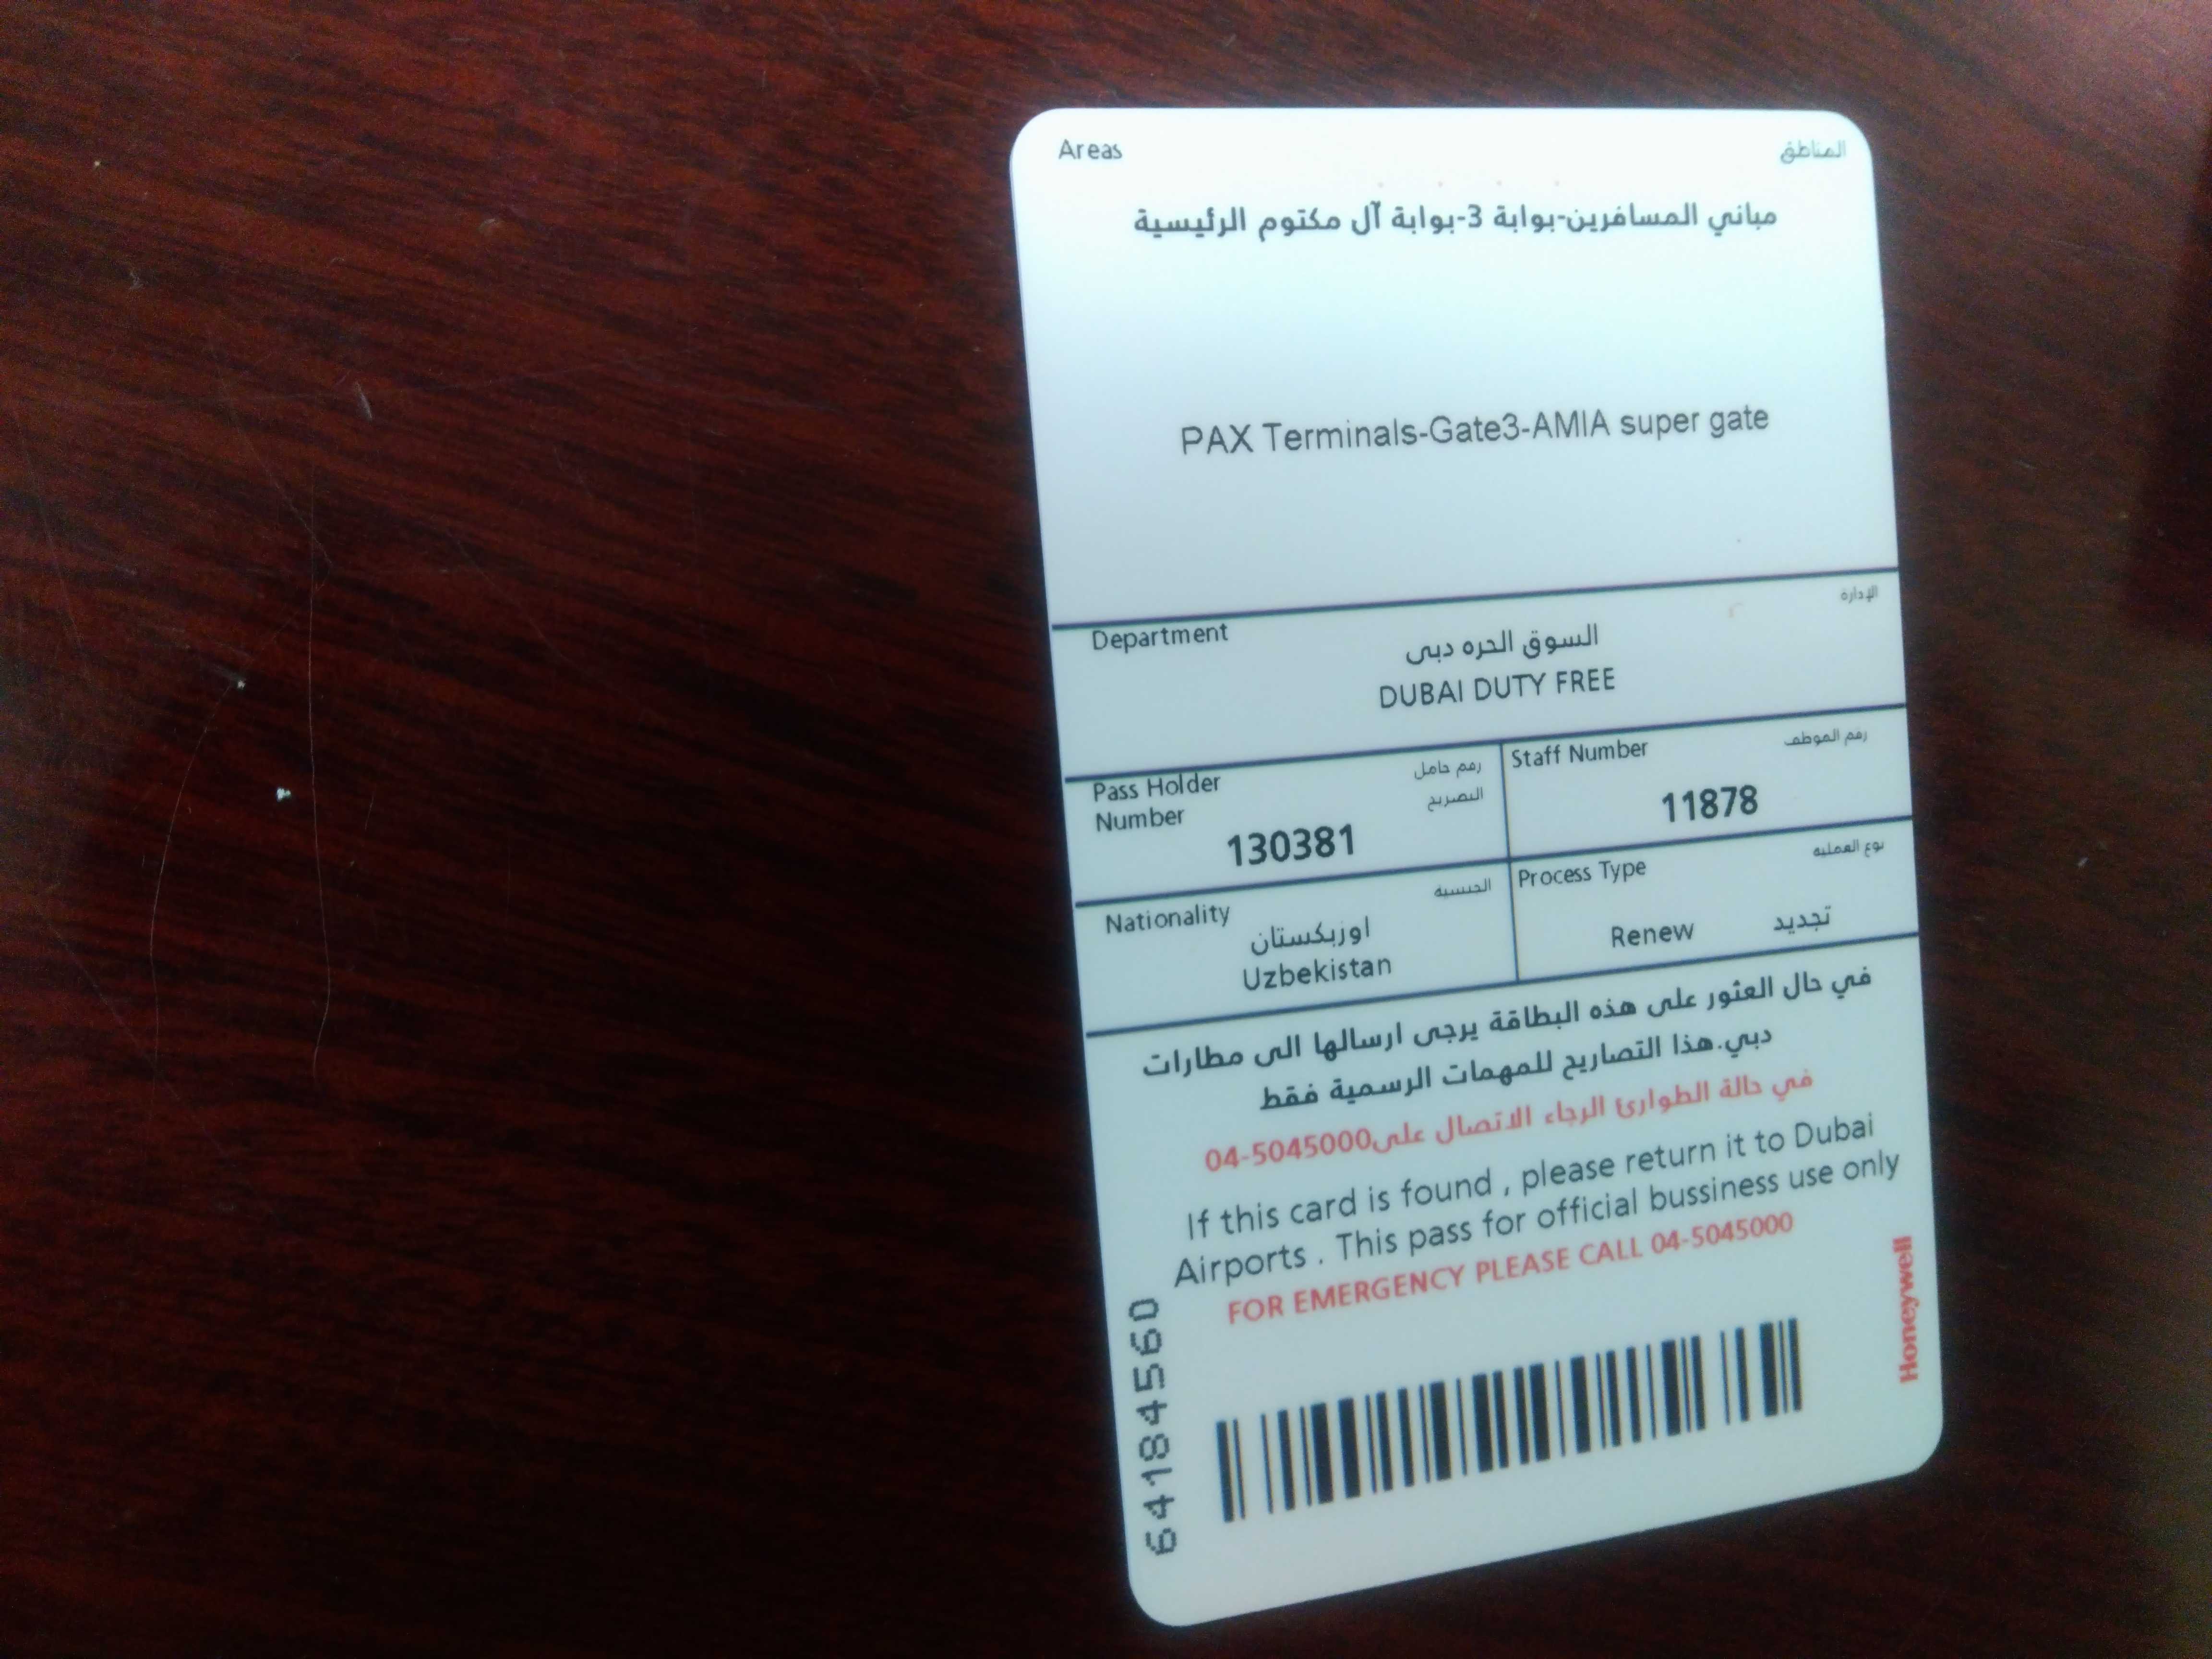 Areas
المناطق
مباني المسافرين-بوابة 3-بوابة آل مكتوم الرئيسية
PAX Terminals-Gate3-AMIA super gate
Department
الإدارة
السوق الحره دبى
DUBAI DUTY FREE
Pass Holder
Number
رقم حامل
التصريح
130381
Staff Number
رقم الموظف
11878
Nationality
الجنسية
اوزبكستان
Uzbekistan
Process Type
نوع العملية
Renew تجديد
في حال العثور على هذه البطاقة يرجى ارسالها الى مطارات
دبي.هذا التصاريح للمهمات الرسمية فقط
في حالة الطوارئ الرجاء الاتصال على04-5045000
If this card is found , please return it to Dubai
Airports . This pass for official bussiness use only
FOR EMERGENCY PLEASE CALL 04-5045000
64184560
Honeywell